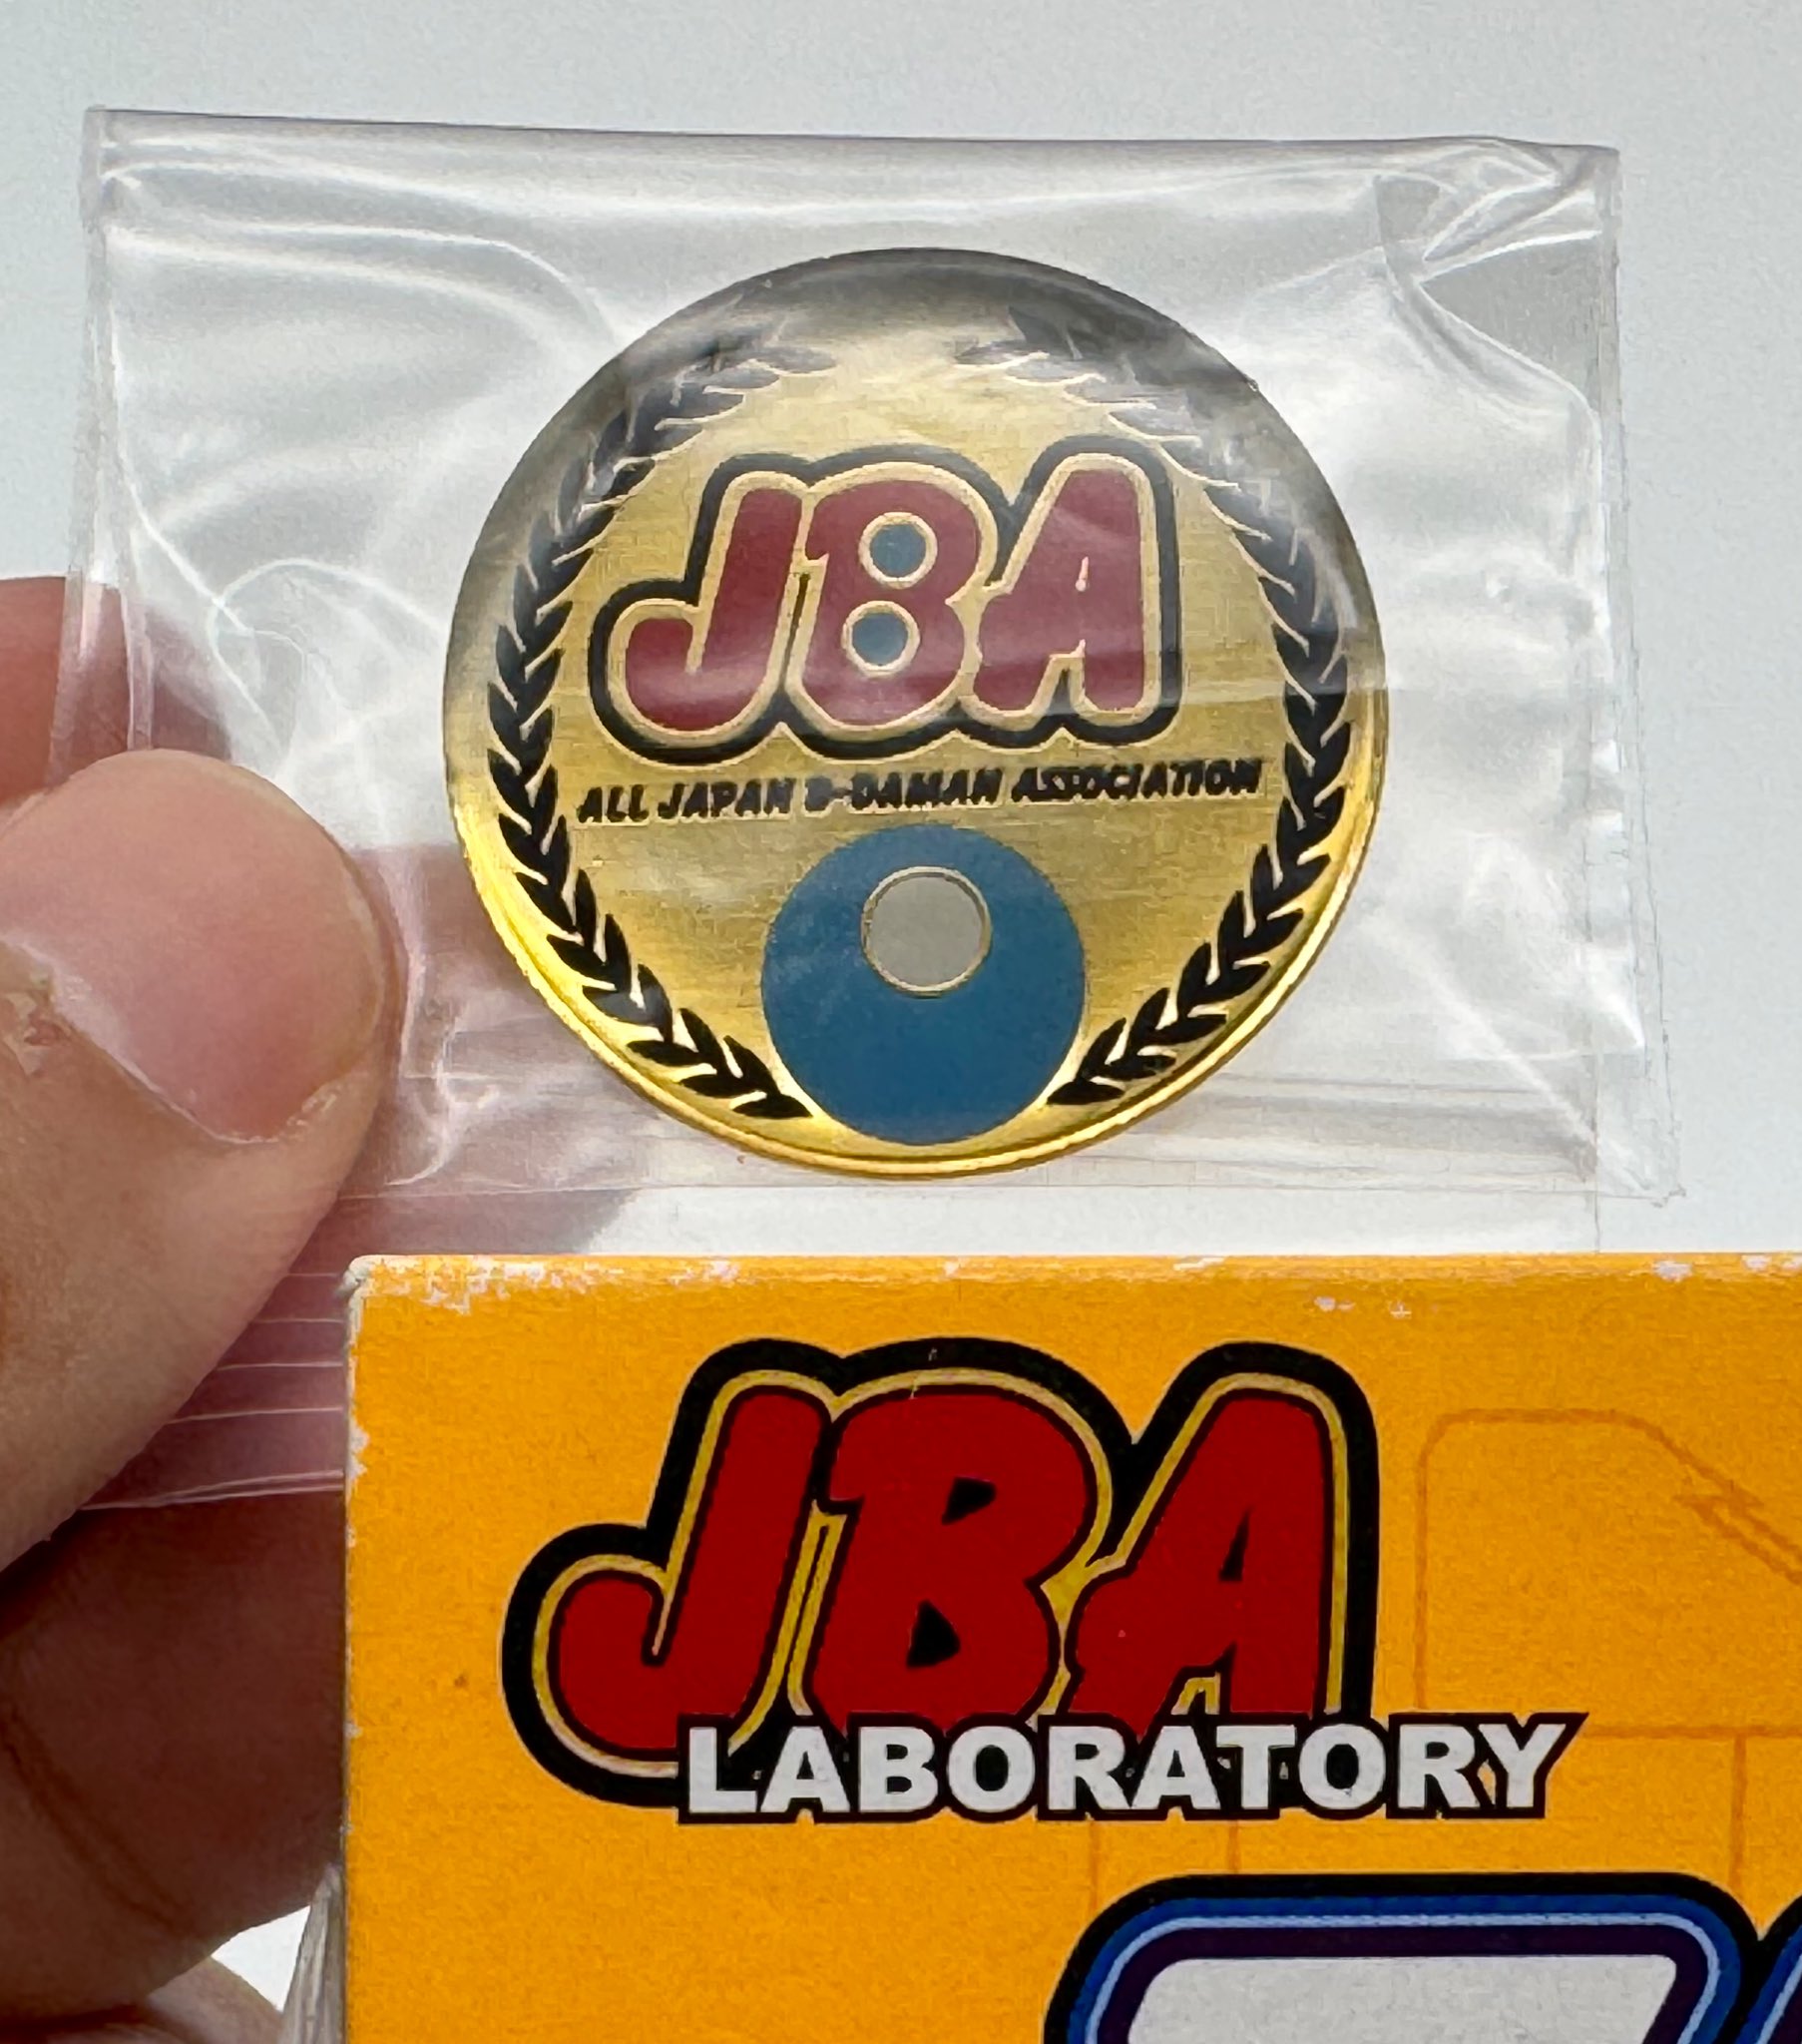 JBA
ALL JAPAN B-DAMAN ASSOCIATION
JBA
LABORATORY